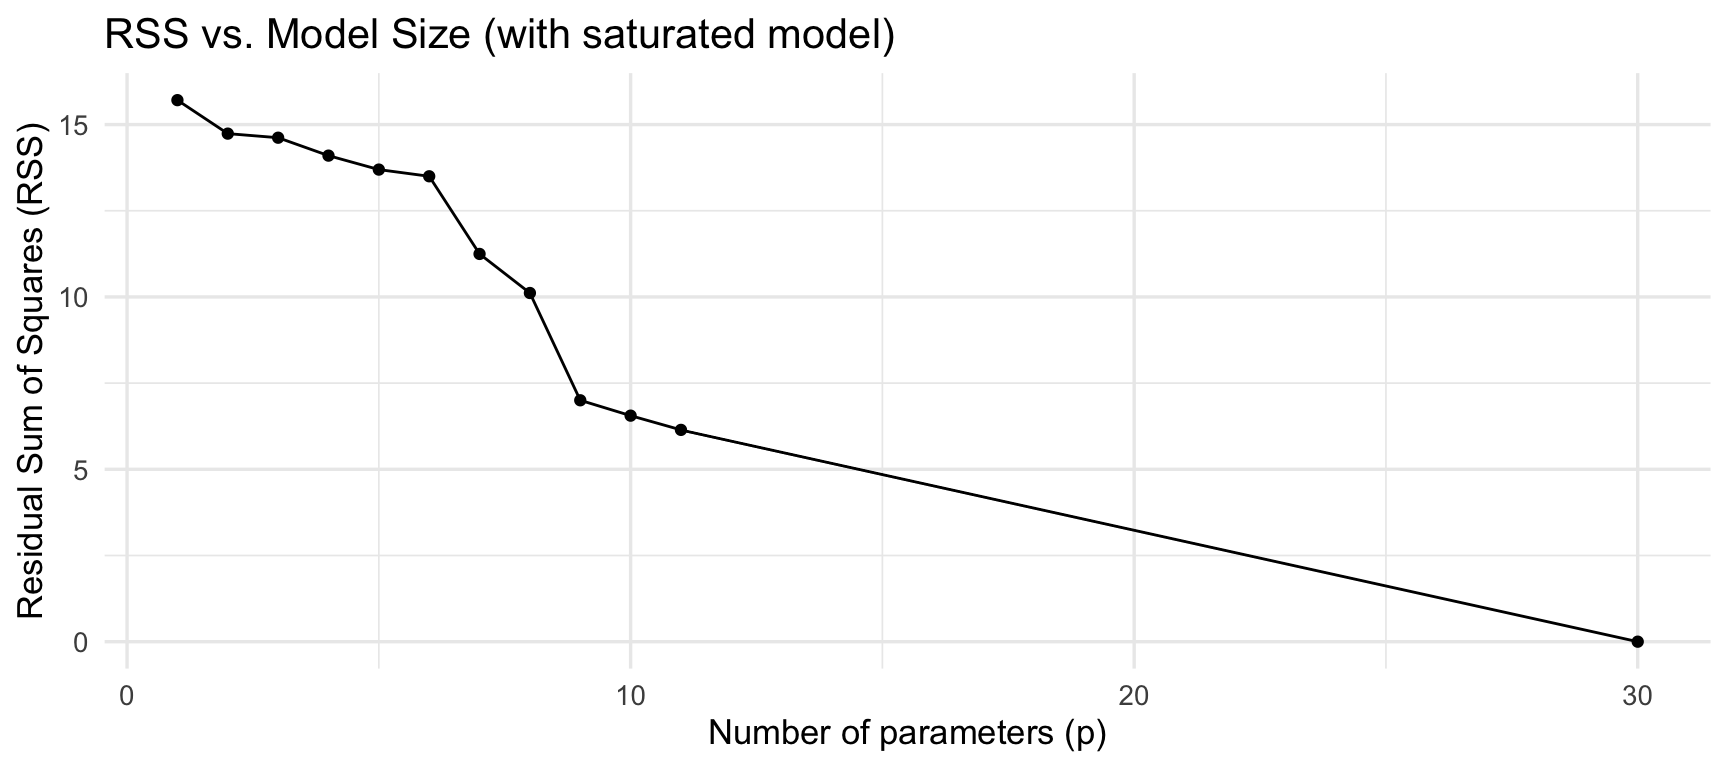 RSS vs. Model Size (with saturated model)
Residual Sum of Squares (RSS)
15
10
5
0
0 10 20 30
Number of parameters (p)